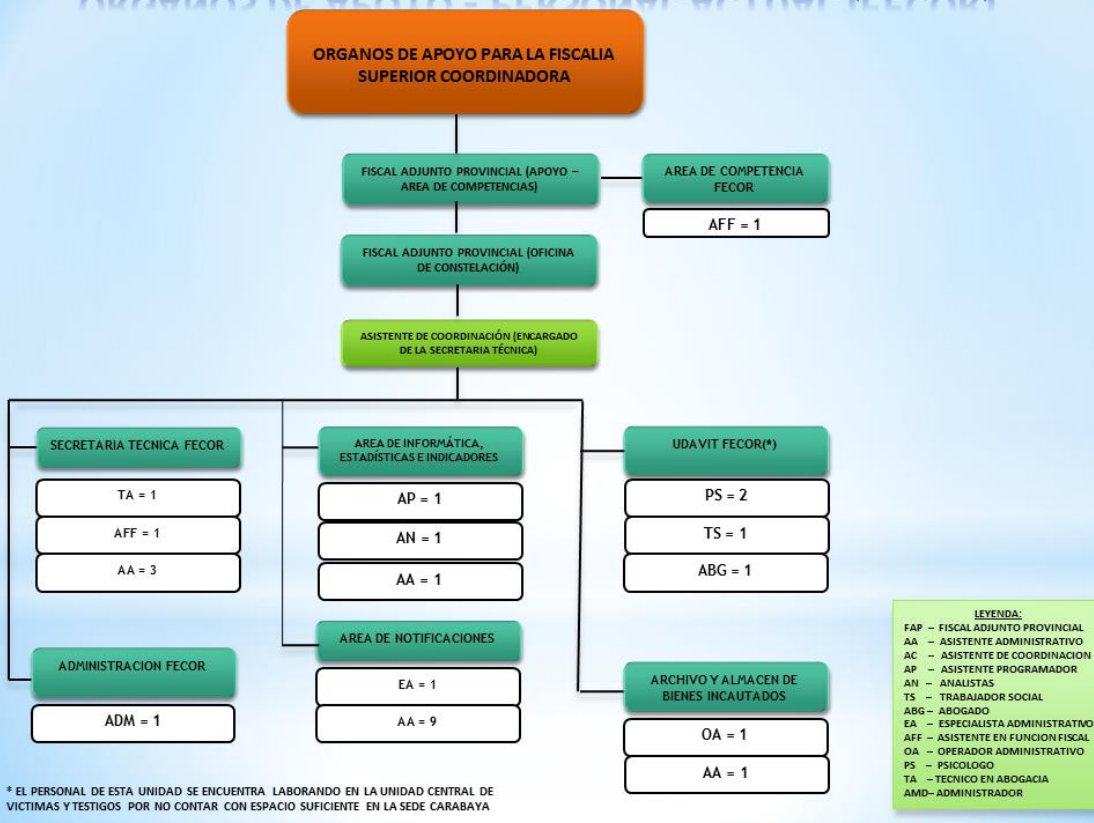 ORGANOS DE APOYO PARA LA FISCALIA
SUPERIOR COORDINADORA
FISCAL ADJUNTO PROVINCIAL (APOYO –
AREA DE COMPETENCIAS)
AREA DE COMPETENCIA
FECOR
AFF = 1
FISCAL ADJUNTO PROVINCIAL (OFICINA
DE CONSTELACIÓN)
ASISTENTE DE COORDINACIÓN (ENCARGADO
DE LA SECRETARIA TÉCNICA)
SECRETARIA TECNICA FECOR
TA = 1
AFF = 1
AA = 3
ADMINISTRACION FECOR
ADM = 1
AREA DE INFORMÁTICA,
ESTADÍSTICAS E INDICADORES
AP = 1
AN = 1
AA = 1
AREA DE NOTIFICACIONES
EA = 1
AA = 9
UDAVIT FECOR(*)
PS = 2
TS = 1
ABG = 1
ARCHIVO Y ALMACEN DE
BIENES INCAUTADOS
OA = 1
AA = 1
LEYENDA:
FAP – FISCAL ADJUNTO PROVINCIAL
AA – ASISTENTE ADMINISTRATIVO
AC – ASISTENTE DE COORDINACION
AP – ASISTENTE PROGRAMADOR
AN – ANALISTAS
TS – TRABAJADOR SOCIAL
ABG – ABOGADO
EA – ESPECIALISTA ADMINISTRATIVO
AFF – ASISTENTE EN FUNCION FISCAL
OA – OPERADOR ADMINISTRATIVO
PS – PSICOLOGO
TA – TECNICO EN ABOGACIA
AMD– ADMINISTRADOR
* EL PERSONAL DE ESTA UNIDAD SE ENCUENTRA LABORANDO EN LA UNIDAD CENTRAL DE
VICTIMAS Y TESTIGOS POR NO CONTAR CON ESPACIO SUFICIENTE EN LA SEDE CARABAYA